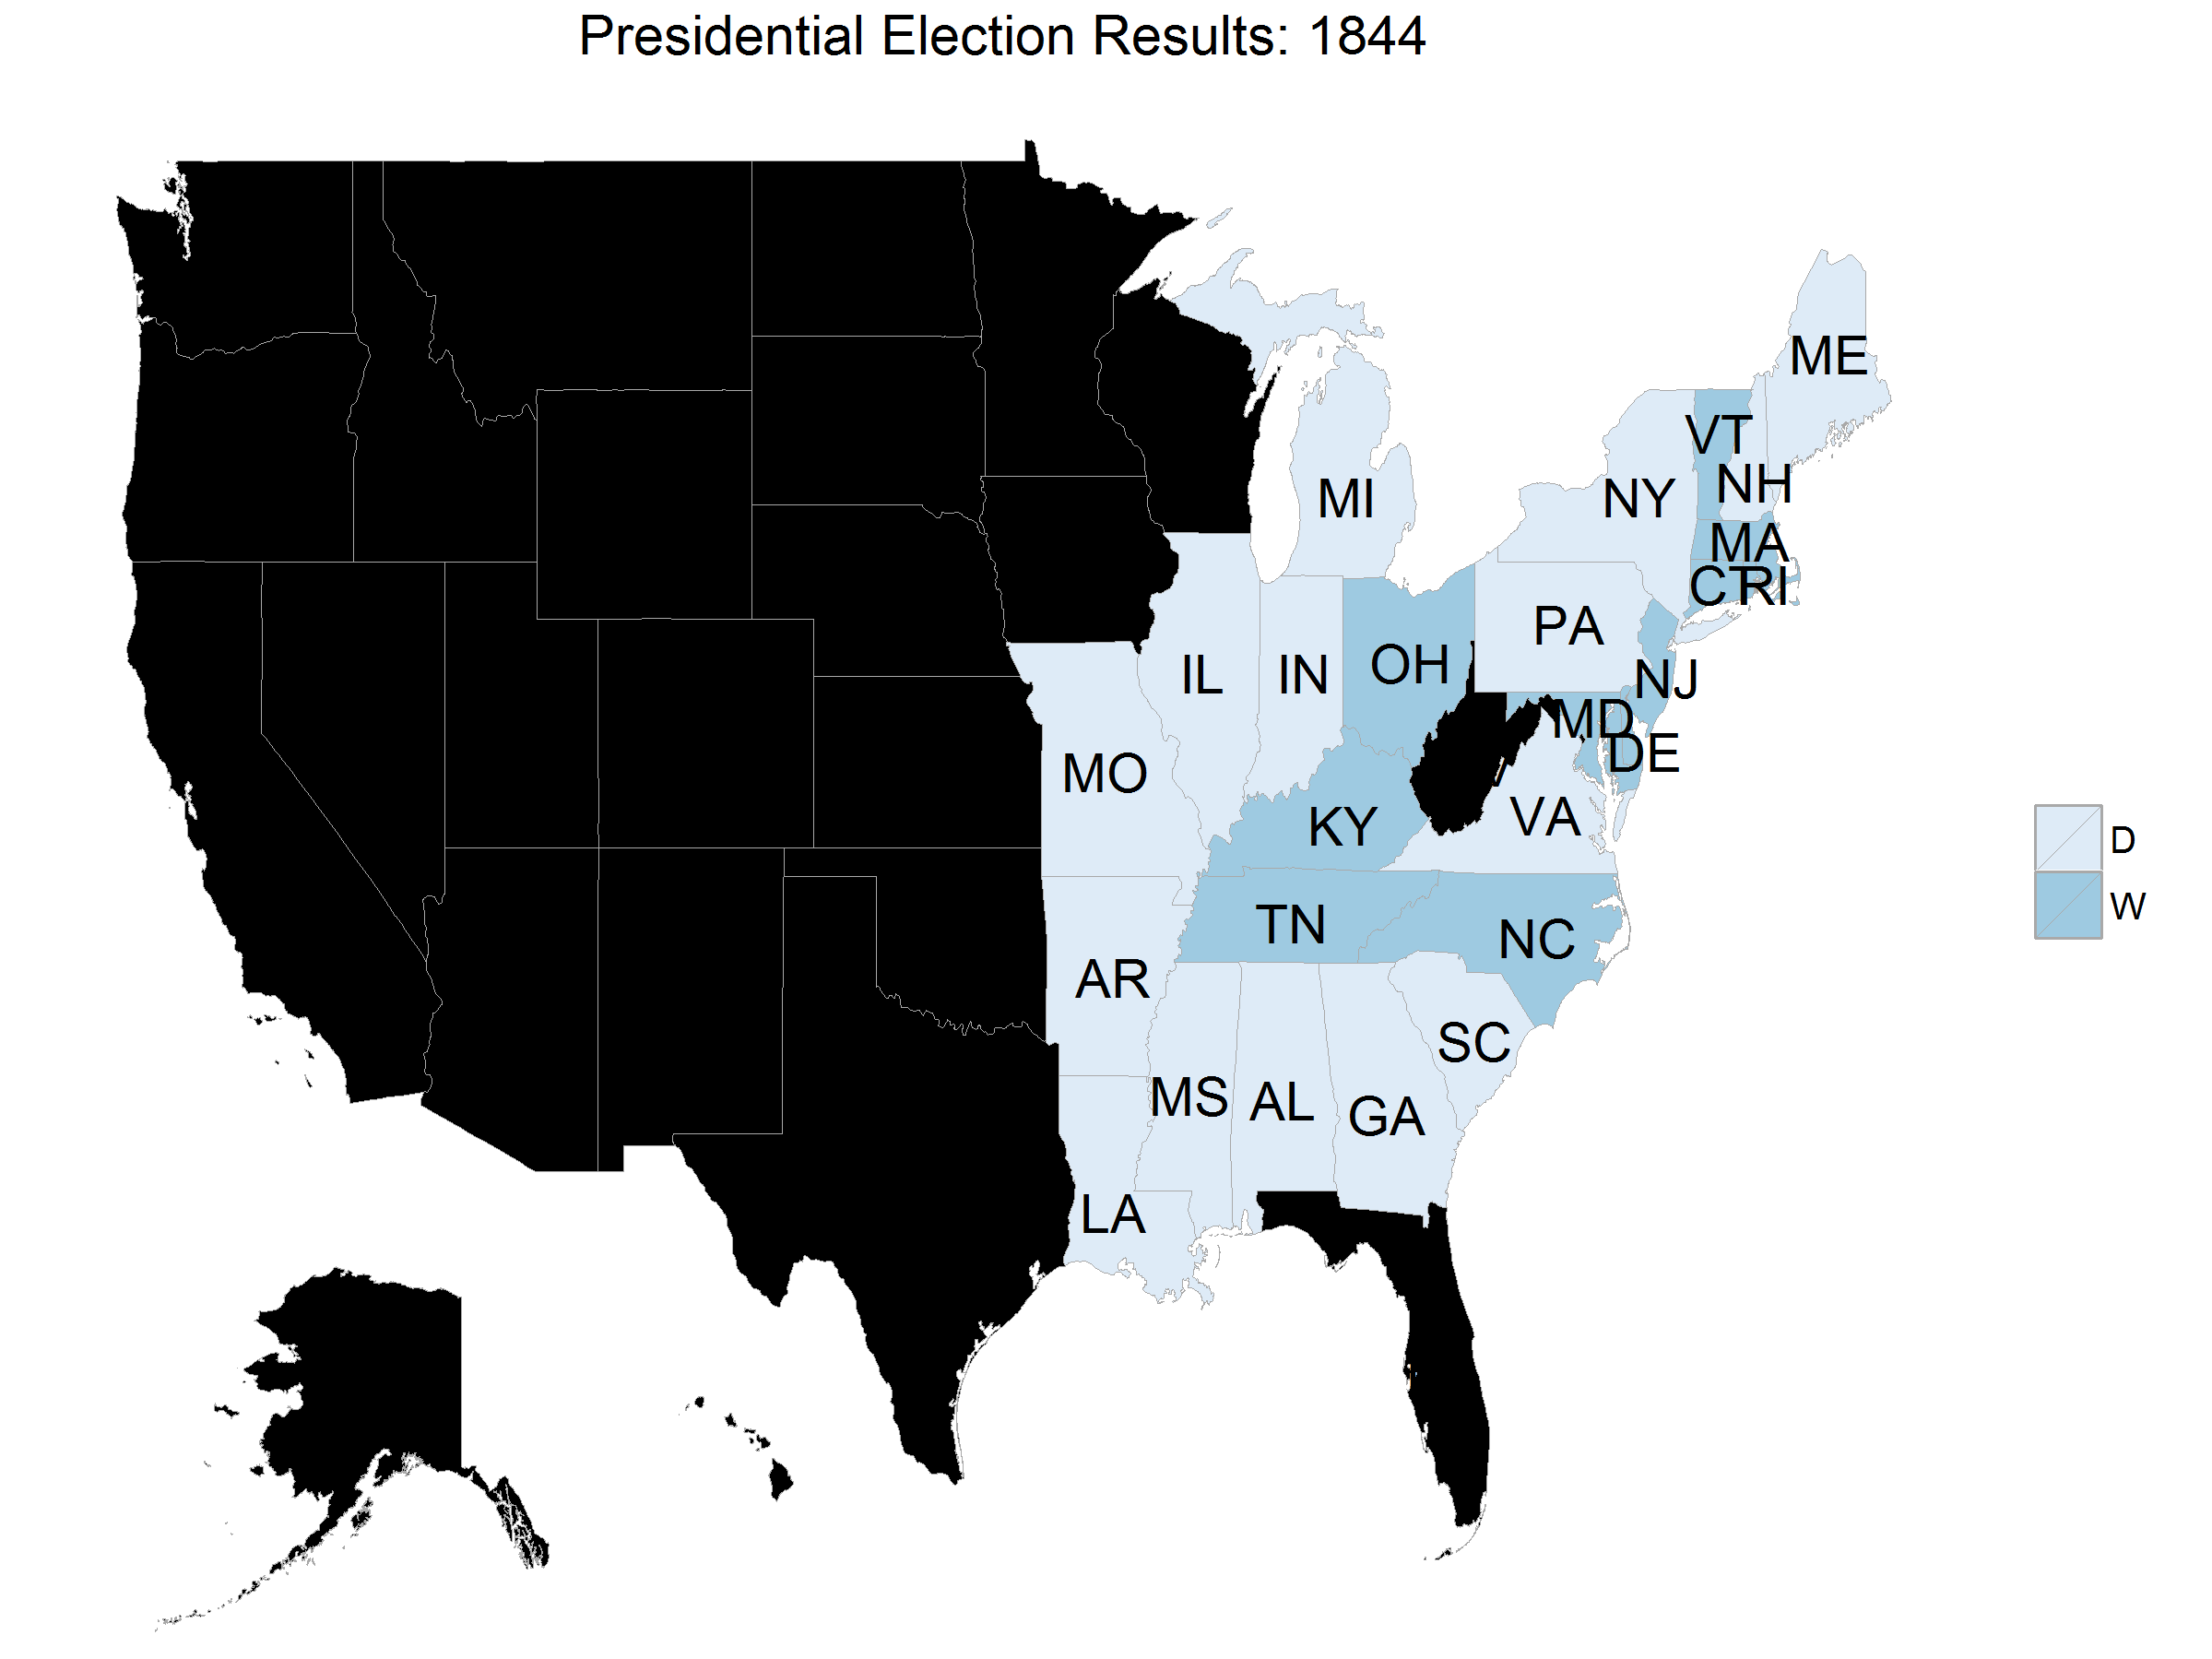 Presidential Election Results: 1844
ME
VT
NH
NY
MI
MA
CT
RI
PA
OH
IL
IN
NJ
MD
DE
MO
VA
KY
D
W
TN
NC
AR
SC
MS
AL
GA
LA